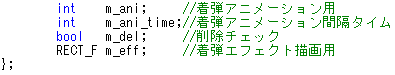 int m_ani; //着弾アニメーション用
int m_ani_time;//着弾アニメーション間隔タイム
bool m_del; //削除チェック
RECT_F m_eff; //着弾エフェクト描画用
};